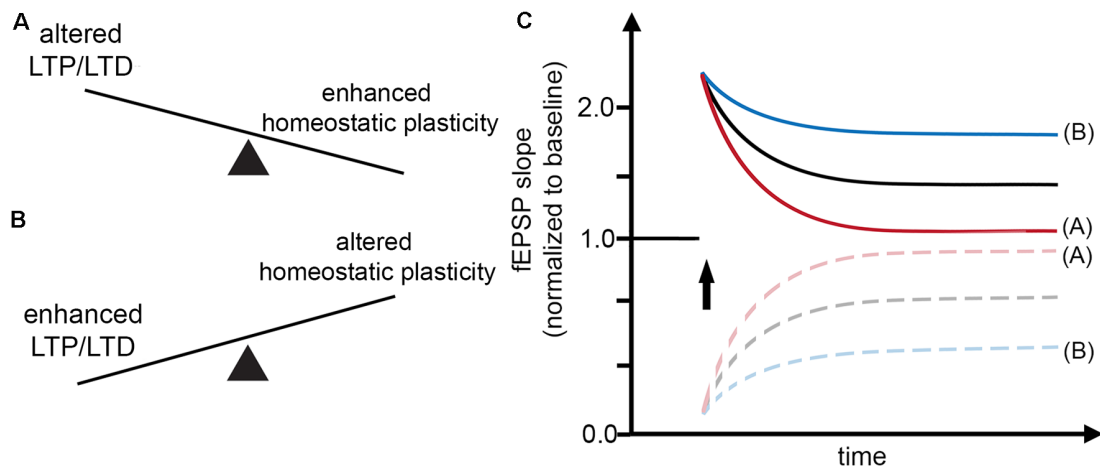 A
altered
LTP/LTD
enhanced
homeostatic plasticity
B
altered
homeostatic plasticity
enhanced
LTP/LTD
C
fEPSP slope
(normalized to baseline)
2.0
1.0
0.0
(B)
(A)
(A)
(B)
time